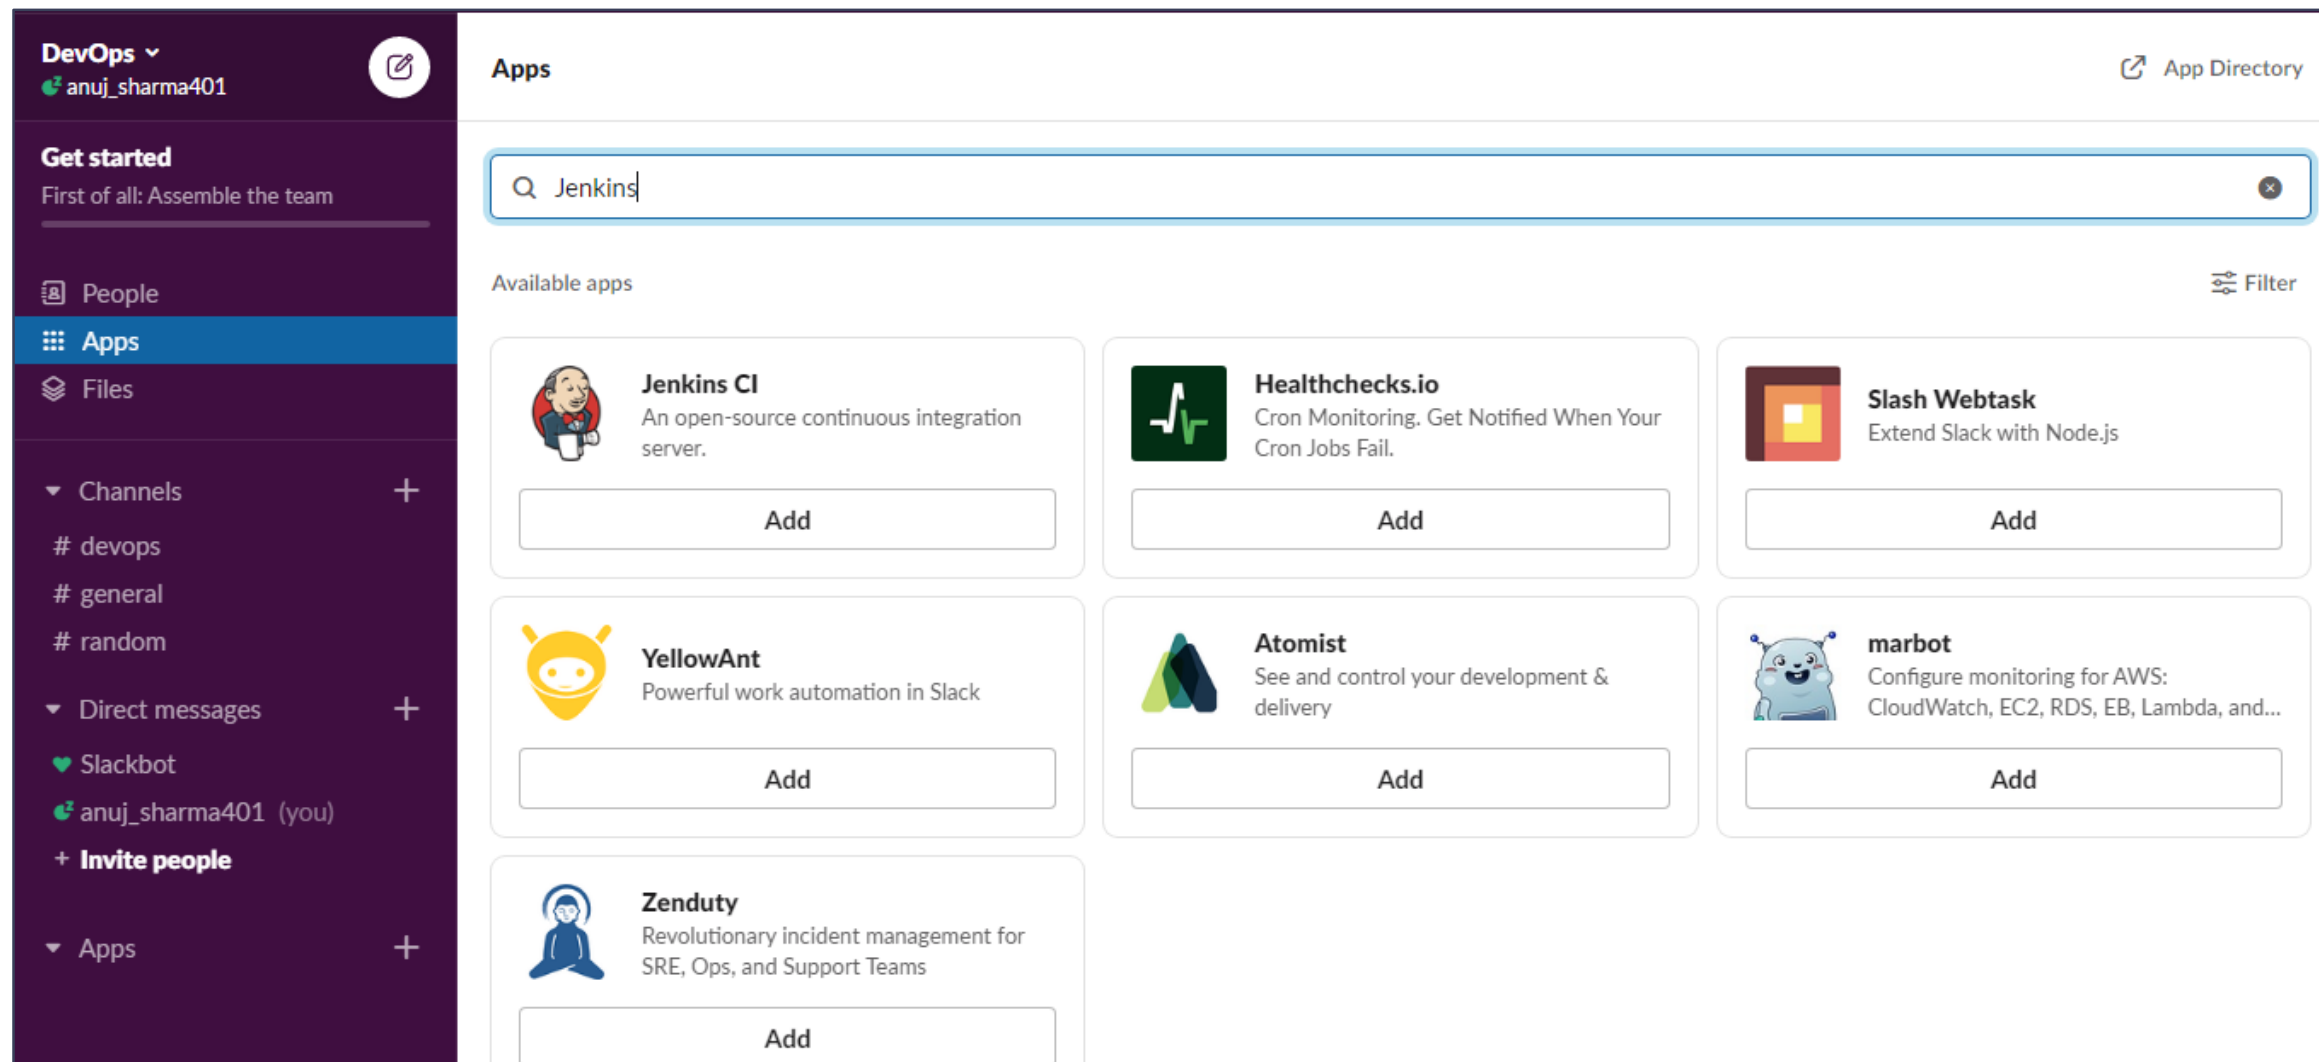 DevOps
anuj_sharma401
Get started
First of all: Assemble the team
People
Apps
Files
Channels
# devops
# general
# random
Direct messages
Slackbot
anuj_sharma401 (you)
+ Invite people
Apps
Apps
App Directory
Jenkins
Available apps
Filter
Jenkins CI
An open-source continuous integration
server.
Add
Healthchecks.io
Cron Monitoring. Get Notified When Your
Cron Jobs Fail.
Add
Slash Webtask
Extend Slack with Node.js
Add
YellowAnt
Powerful work automation in Slack
Add
Atomist
See and control your development &
delivery
Add
marbot
Configure monitoring for AWS:
CloudWatch, EC2, RDS, EB, Lambda, and...
Add
Zenduty
Revolutionary incident management for
SRE, Ops, and Support Teams
Add